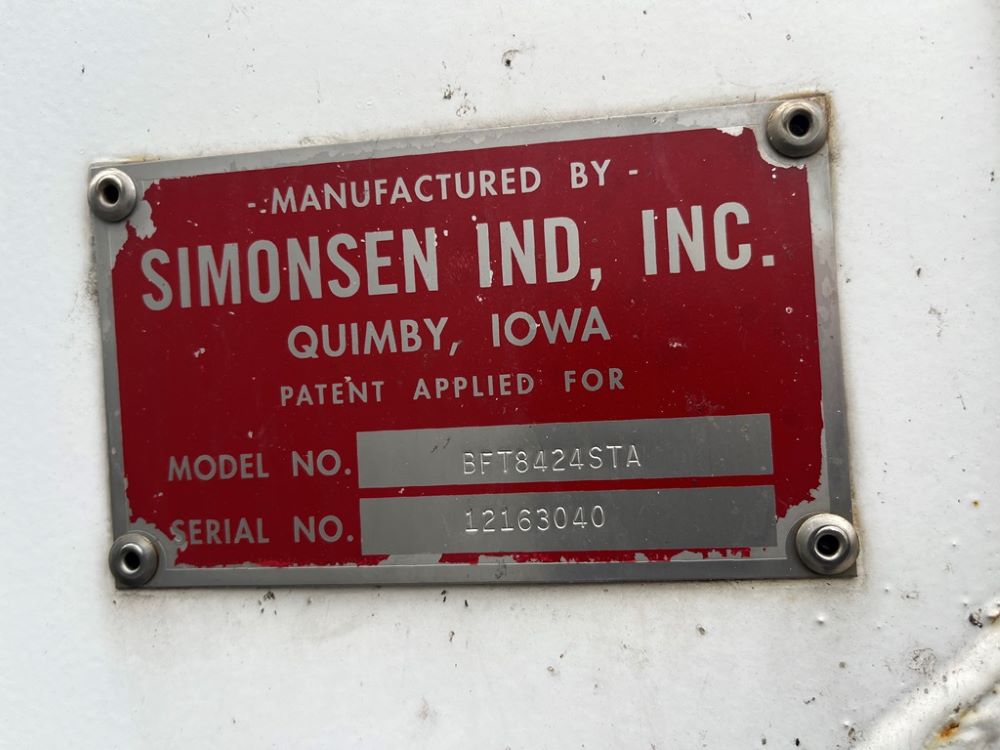 -MANUFACTURED BY-
SIMONSEN IND, INC.
QUIMBY, IOWA
PATENT APPLIED FOR
MODEL NO. BFT8424STA
SERIAL NO. 12163040